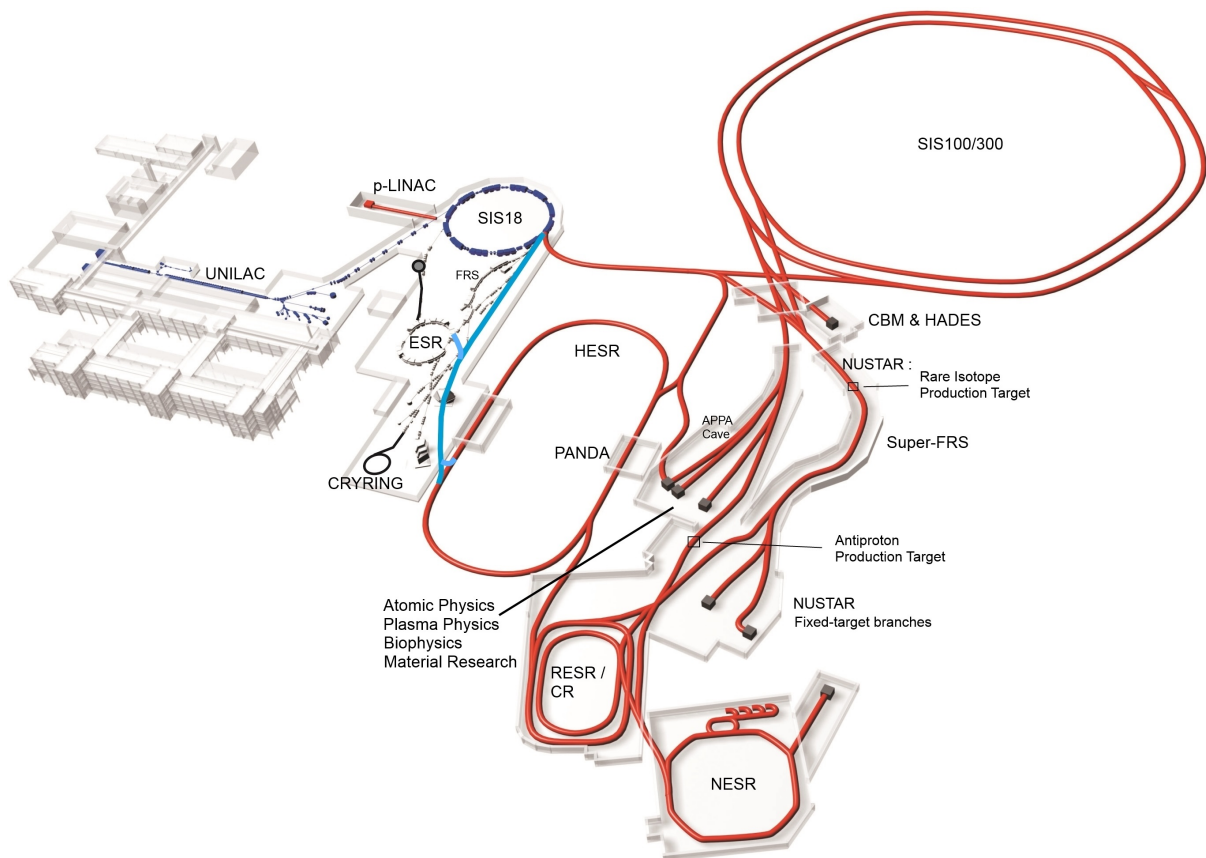 SIS100/300
p-LINAC
SIS18
UNILAC
FRS
CBM & HADES
ESR
HESR
NUSTAR :
Rare Isotope
Production Target
APPA
Cave
Super-FRS
PANDA
CRYRING
Antiproton
Production Target
Atomic Physics
Plasma Physics
Biophysics
Material Research
NUSTAR
Fixed-target branches
RESR /
CR
NESR